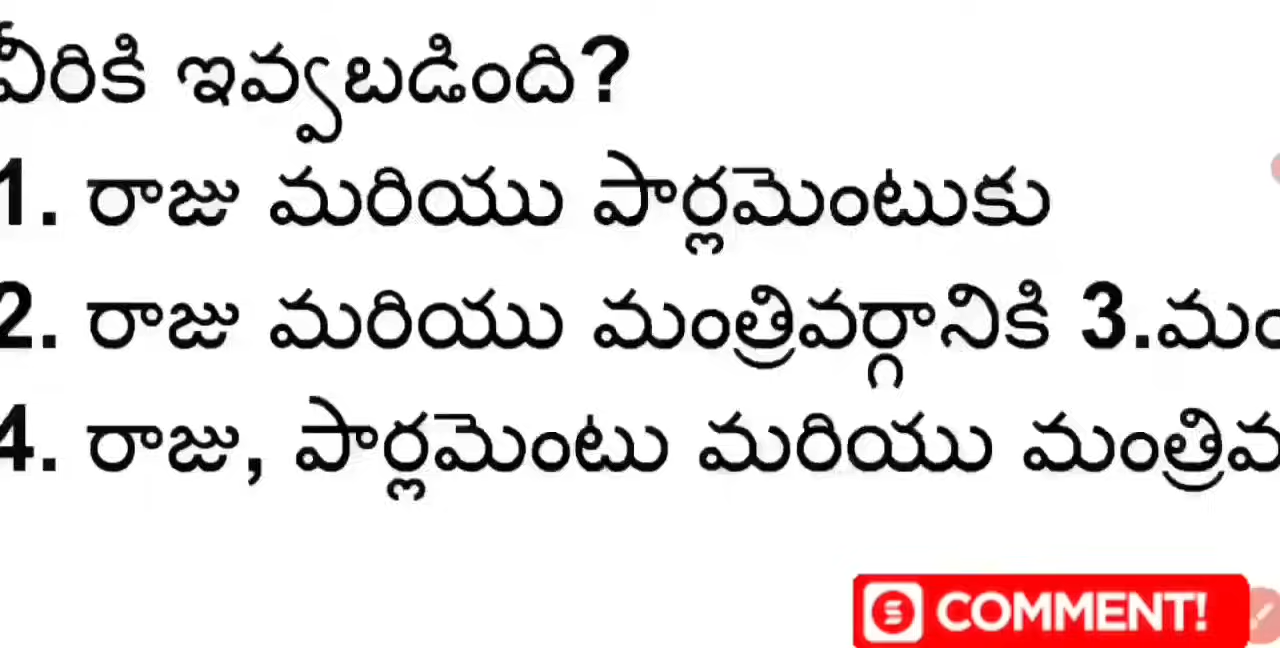 వీరికి ఇవ్వబడింది?
1. రాజు మరియు పార్లమెంటుకు
2. రాజు మరియు మంత్రివర్గానికి 3.
4. రాజు, పార్లమెంటు మరియు
COMMENT!